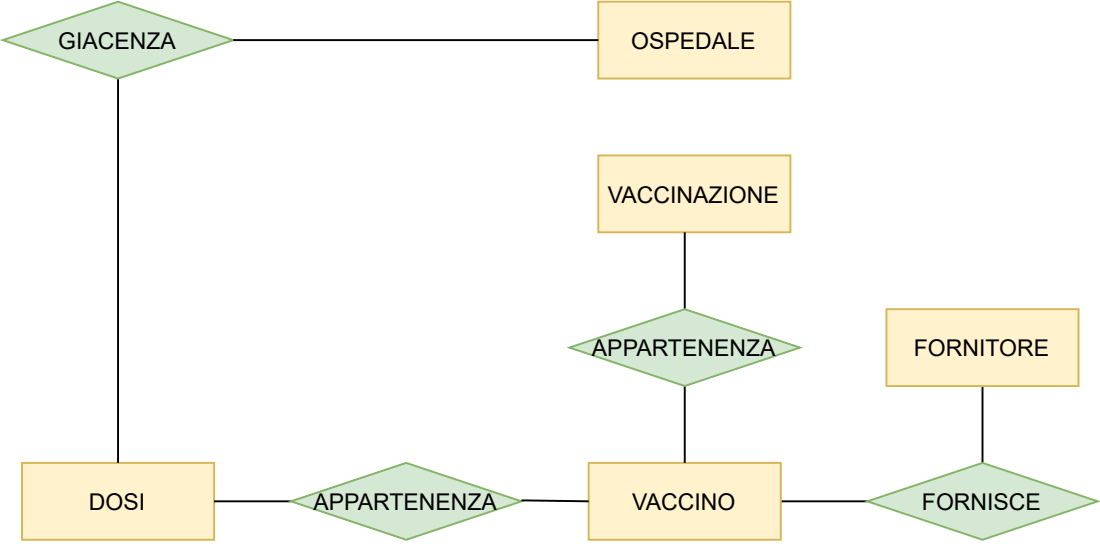 GIACENZA
OSPEDALE
VACCINAZIONE
APPARTENENZA
FORNITORE
DOSI
APPARTENENZA
VACCINO
FORNISCE